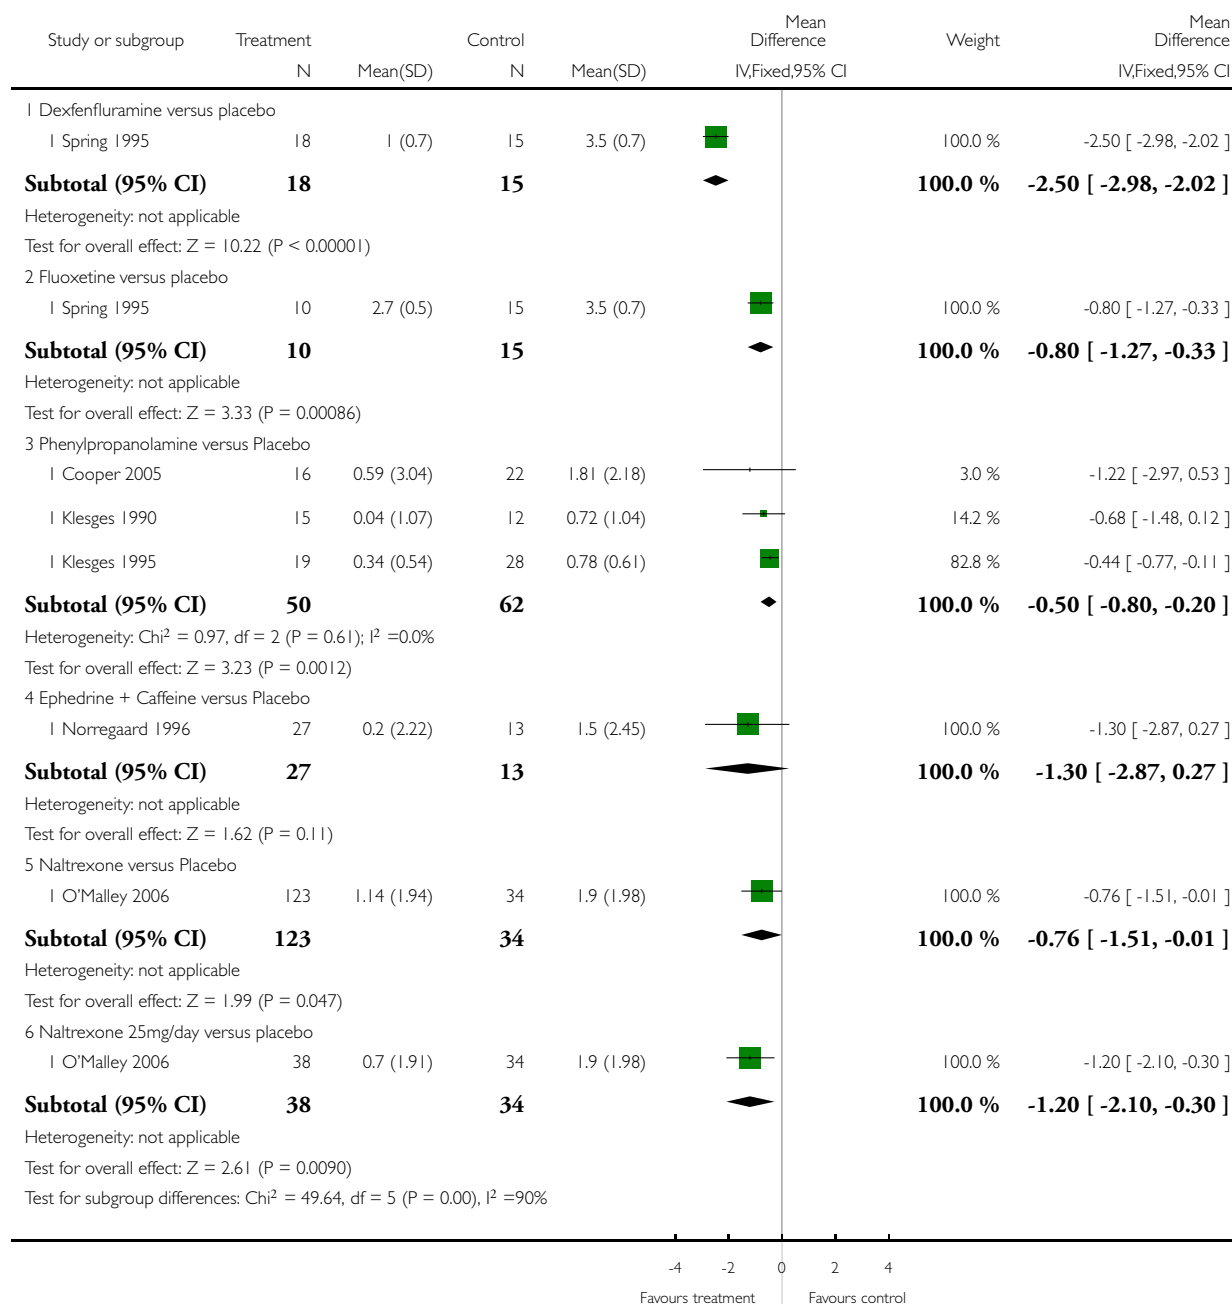 Study or subgroup Treatment Control Mean Difference Weight Mean Difference
N Mean(SD) N Mean(SD) IV,Fixed,95% CI IV,Fixed,95% CI
1 Dexfenfluramine versus placebo
1 Spring 1995 18 1 (0.7) 15 3.5 (0.7) 100.0 % -2.50 [ -2.98, -2.02 ]
Subtotal (95% CI) 18 15 100.0 % -2.50 [ -2.98, -2.02 ]
Heterogeneity: not applicable
Test for overall effect: Z = 10.22 (P < 0.00001)
2 Fluoxetine versus placebo
1 Spring 1995 10 2.7 (0.5) 15 3.5 (0.7) 100.0 % -0.80 [ -1.27, -0.33 ]
Subtotal (95% CI) 10 15 100.0 % -0.80 [ -1.27, -0.33 ]
Heterogeneity: not applicable
Test for overall effect: Z = 3.33 (P = 0.00086)
3 Phenylpropanolamine versus Placebo
1 Cooper 2005 16 0.59 (3.04) 22 1.81 (2.18) 3.0 % -1.22 [ -2.97, 0.53 ]
1 Klesges 1990 15 0.04 (1.07) 12 0.72 (1.04) 14.2 % -0.68 [ -1.48, 0.12 ]
1 Klesges 1995 19 0.34 (0.54) 28 0.78 (0.61) 82.8 % -0.44 [ -0.77, -0.11 ]
Subtotal (95% CI) 50 62 100.0 % -0.50 [ -0.80, -0.20 ]
Heterogeneity: Chi² = 0.97, df = 2 (P = 0.61); I² =0.0%
Test for overall effect: Z = 3.23 (P = 0.0012)
4 Ephedrine + Caffeine versus Placebo
1 Norregaard 1996 27 0.2 (2.22) 13 1.5 (2.45) 100.0 % -1.30 [ -2.87, 0.27 ]
Subtotal (95% CI) 27 13 100.0 % -1.30 [ -2.87, 0.27 ]
Heterogeneity: not applicable
Test for overall effect: Z = 1.62 (P = 0.11)
5 Naltrexone versus Placebo
1 O'Malley 2006 123 1.14 (1.94) 34 1.9 (1.98) 100.0 % -0.76 [ -1.51, -0.01 ]
Subtotal (95% CI) 123 34 100.0 % -0.76 [ -1.51, -0.01 ]
Heterogeneity: not applicable
Test for overall effect: Z = 1.99 (P = 0.047)
6 Naltrexone 25mg/day versus placebo
1 O'Malley 2006 38 0.7 (1.91) 34 1.9 (1.98) 100.0 % -1.20 [ -2.10, -0.30 ]
Subtotal (95% CI) 38 34 100.0 % -1.20 [ -2.10, -0.30 ]
Heterogeneity: not applicable
Test for overall effect: Z = 2.61 (P = 0.0090)
Test for subgroup differences: Chi² = 49.64, df = 5 (P = 0.00), I² =90%
-4 -2 0 2 4
Favours treatment Favours control